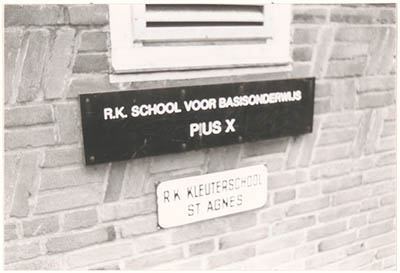 R.K. SCHOOL VOOR BASISONDERWIJS
PIUS X
R K KLEUTERSCHOOL
ST AGNES